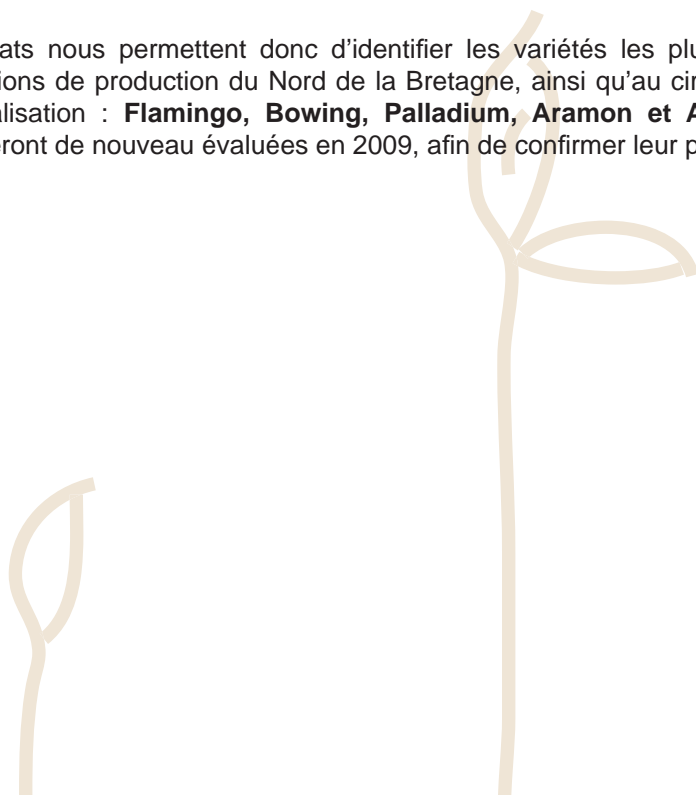 ats nous permettent donc d'identifier les variétés les plu
ions de production du Nord de la Bretagne, ainsi qu'au cir
alisation : Flamingo, Bowing, Palladium, Aramon et A
eront de nouveau évaluées en 2009, afin de confirmer leur p